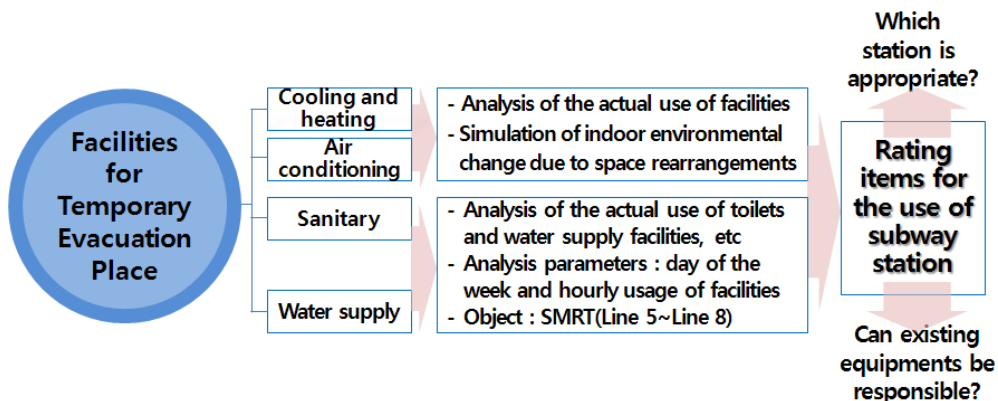 Facilities
for
Temporary
Evacuation
Place
Cooling and
heating
Air
conditioning
Sanitary
Water supply
- Analysis of the actual use of facilities
- Simulation of indoor environmental
change due to space rearrangements
- Analysis of the actual use of toilets
and water supply facilities, etc
- Analysis parameters : day of the
week and hourly usage of facilities
- Object : SMRT(Line 5~Line 8)
Which
station is
appropriate?
Rating
items for
the use of
subway
station
Can existing
equipments be
responsible?